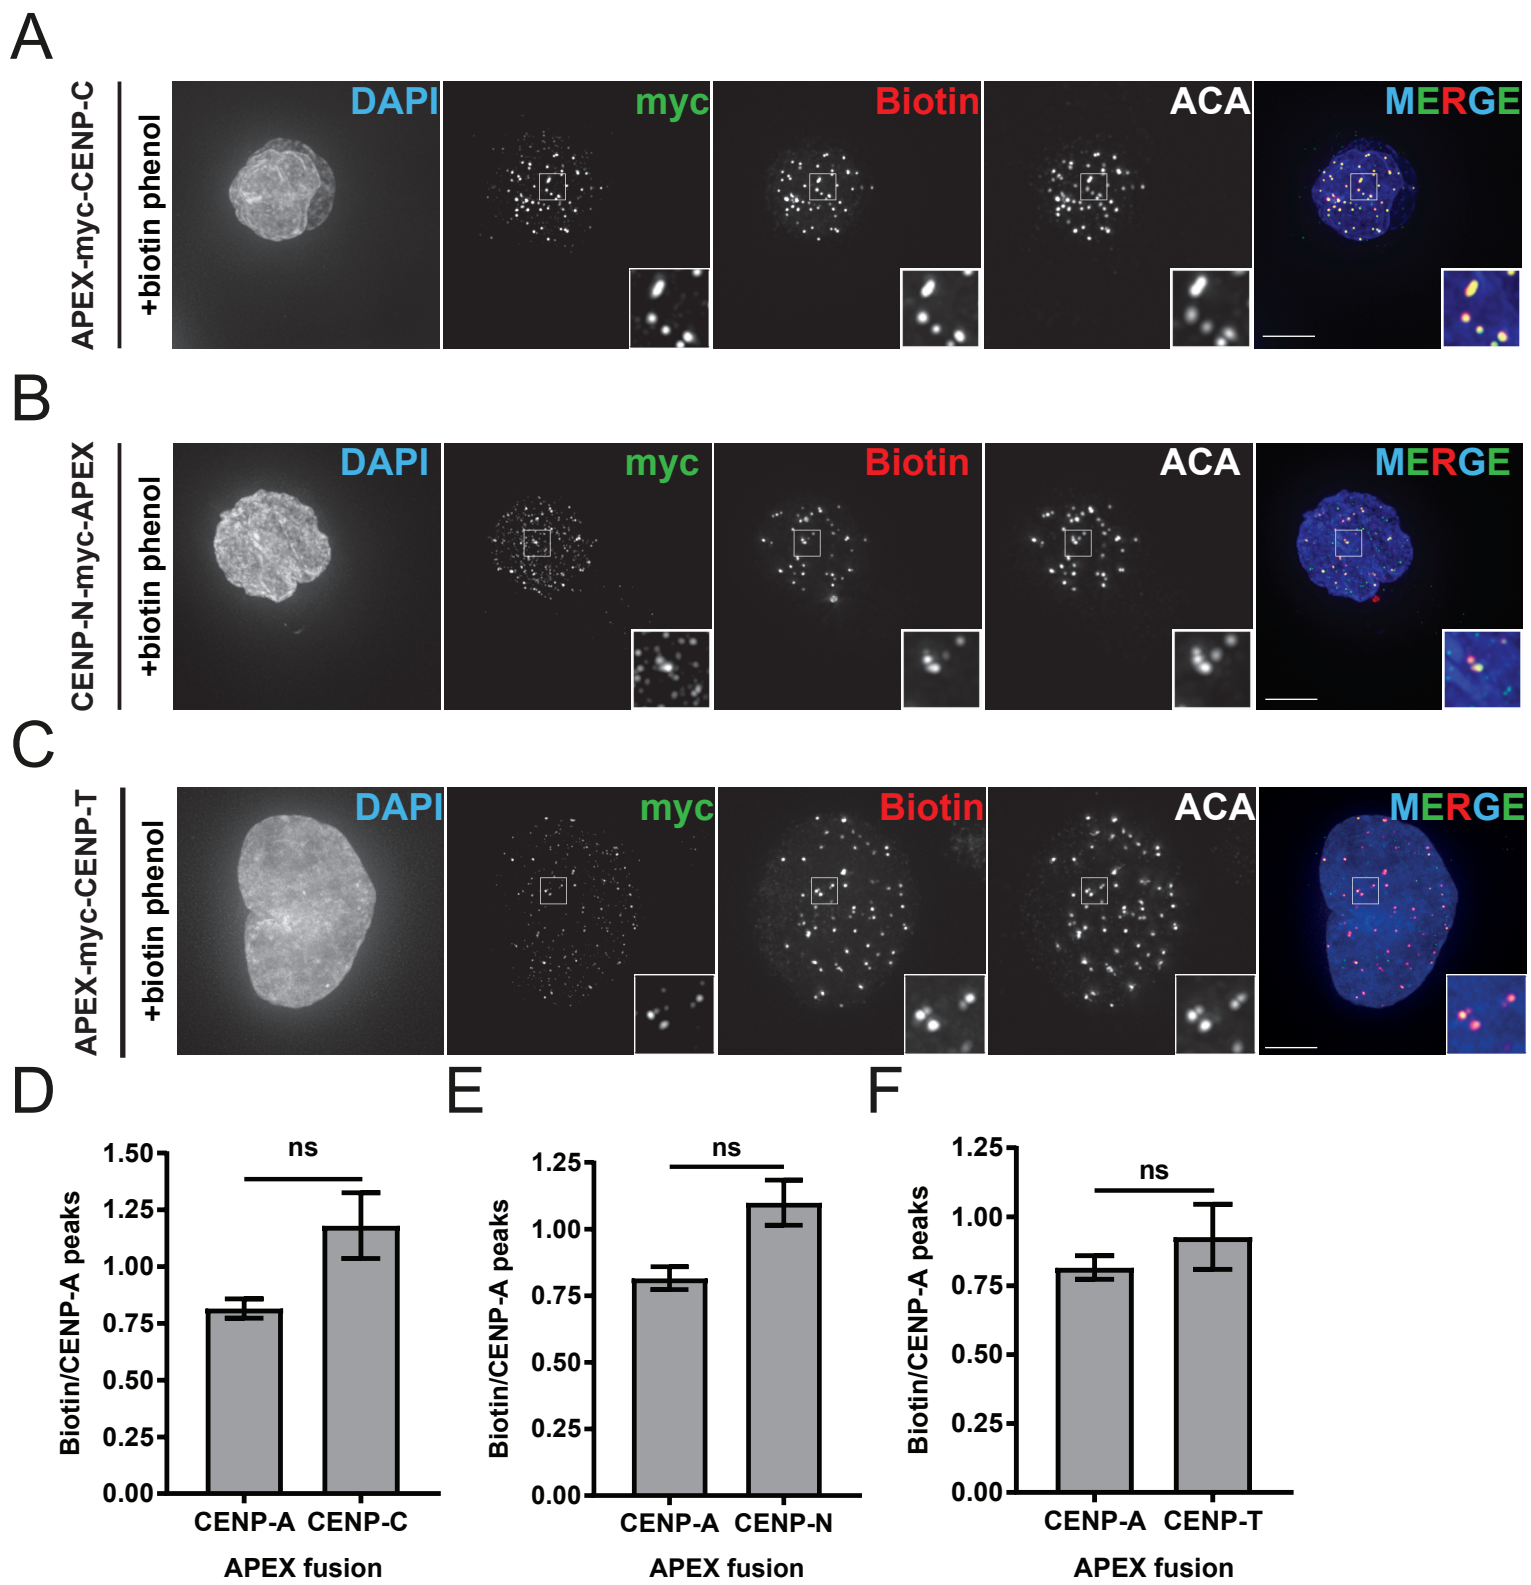 A
APEX-myc-CENP-C
+biotin phenol
DAPI
myc
Biotin
ACA
MERGE
B
CENP-N-myc-APEX
+biotin phenol
DAPI
myc
Biotin
ACA
MERGE
C
APEX-myc-CENP-T
+biotin phenol
DAPI
myc
Biotin
ACA
MERGE
D
Biotin/CENP-A peaks
1.50
1.25
1.00
0.75
0.50
0.25
0.00
ns
CENP-A CENP-C
APEX fusion
E
Biotin/CENP-A peaks
1.25
1.00
0.75
0.50
0.25
0.00
ns
CENP-A CENP-N
APEX fusion
F
Biotin/CENP-A peaks
1.25
1.00
0.75
0.50
0.25
0.00
ns
CENP-A CENP-T
APEX fusion